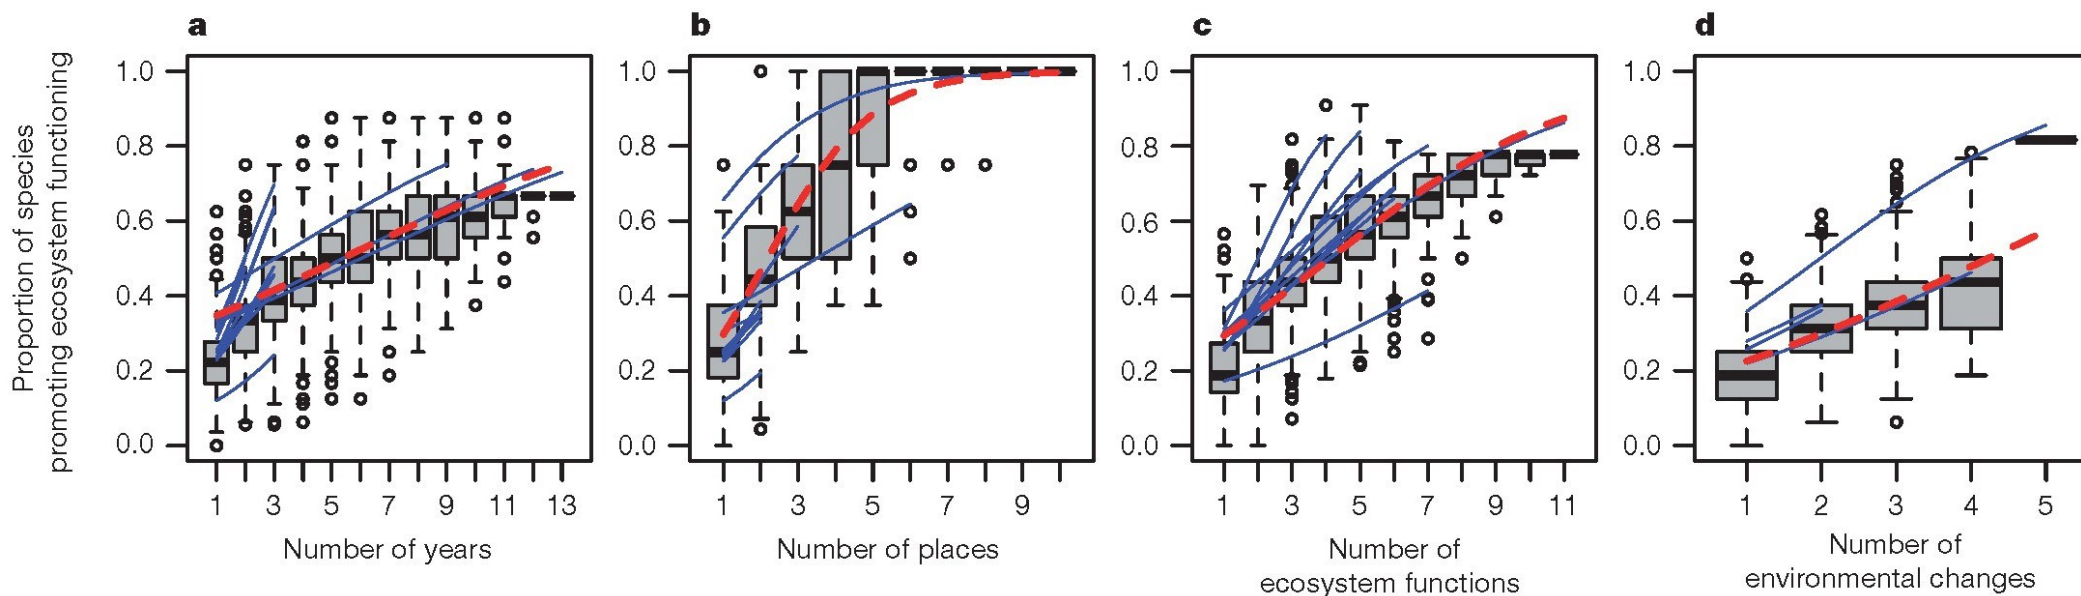 Proportion of species
promoting ecosystem functioning
a
1.0
0.8
0.6
0.4
0.2
0.0
1 3 5 7 9 11 13
Number of years
b
1.0
0.8
0.6
0.4
0.2
0.0
1 3 5 7 9
Number of places
c
1.0
0.8
0.6
0.4
0.2
0.0
1 3 5 7 9 11
Number of
ecosystem functions
d
1.0
0.8
0.6
0.4
0.2
0.0
1 2 3 4 5
Number of
environmental changes